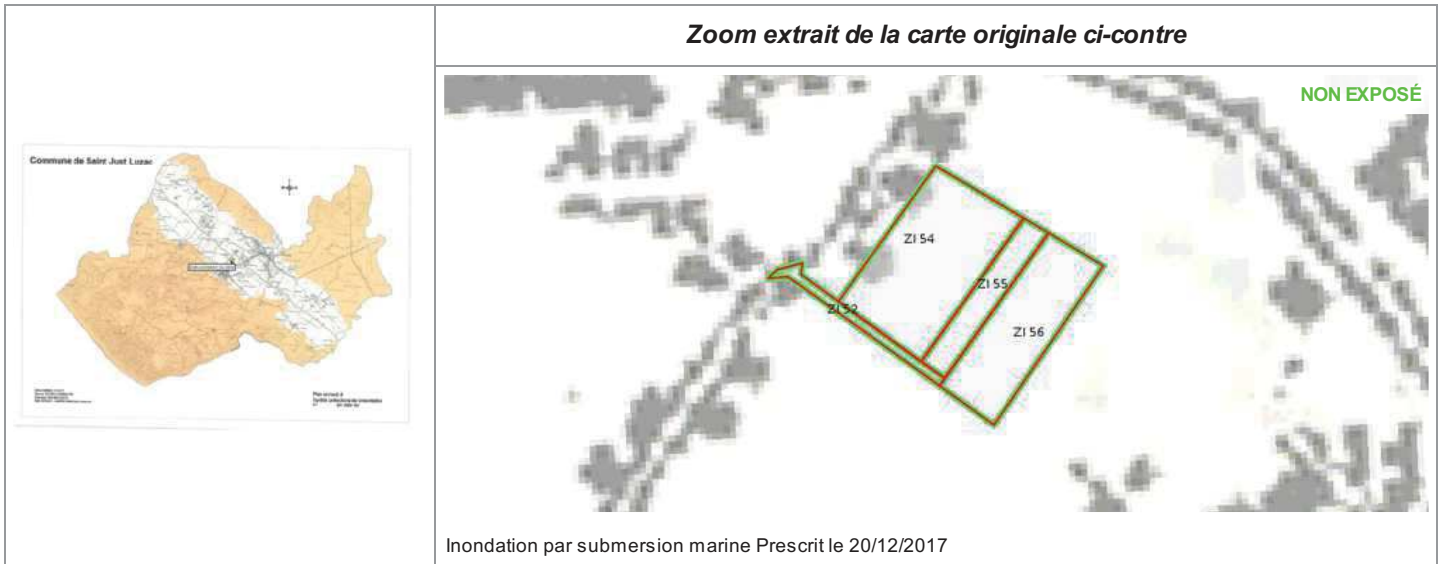 Zoom extrait de la carte originale ci-contre
Commune de Saint Just Luzac
NON EXPOSÉ
ZI 54
ZI 55
ZI 52
ZI 56
Inondation par submersion marine Prescrit le 20/12/2017